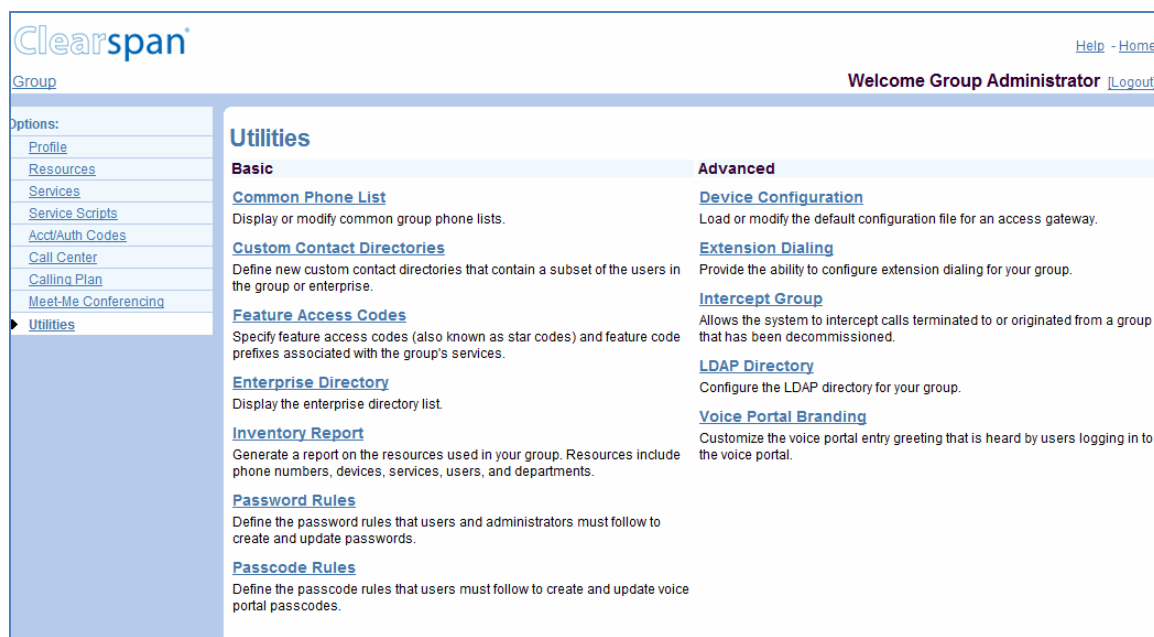 Clearspan
Help - Home
Group
Welcome Group Administrator [Logout]
Options:
Profile
Resources
Services
Service Scripts
Acct/Auth Codes
Call Center
Calling Plan
Meet-Me Conferencing
Utilities
Utilities
Basic
Common Phone List
Display or modify common group phone lists.
Custom Contact Directories
Define new custom contact directories that contain a subset of the users in
the group or enterprise.
Feature Access Codes
Specify feature access codes (also known as star codes) and feature code
prefixes associated with the group's services.
Enterprise Directory
Display the enterprise directory list.
Inventory Report
Generate a report on the resources used in your group. Resources include
phone numbers, devices, services, users, and departments.
Password Rules
Define the password rules that users and administrators must follow to
create and update passwords.
Passcode Rules
Define the passcode rules that users must follow to create and update voice
portal passcodes.
Advanced
Device Configuration
Load or modify the default configuration file for an access gateway.
Extension Dialing
Provide the ability to configure extension dialing for your group.
Intercept Group
Allows the system to intercept calls terminated to or originated from a group
that has been decommissioned.
LDAP Directory
Configure the LDAP directory for your group.
Voice Portal Branding
Customize the voice portal entry greeting that is heard by users logging in to
the voice portal.